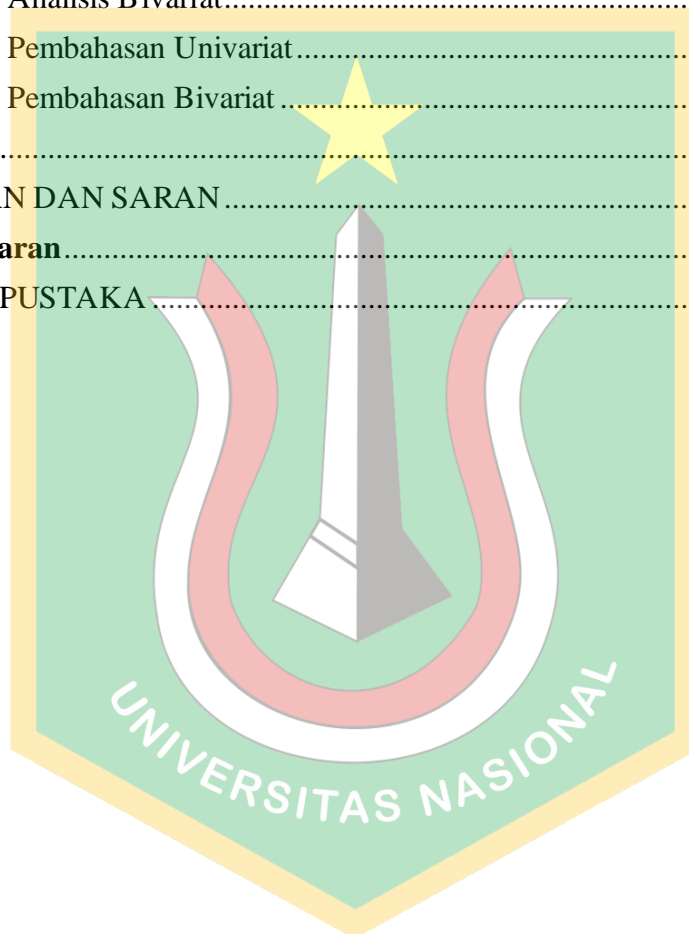 Analisis Bivariat........................................................................
Pembahasan Univariat..............................................................
Pembahasan Bivariat................................................................
........................................................................................................
N DAN SARAN........................................................................
aran............................................................................................
PUSTAKA..................................................................................
UNIVERSITAS NASIONAL